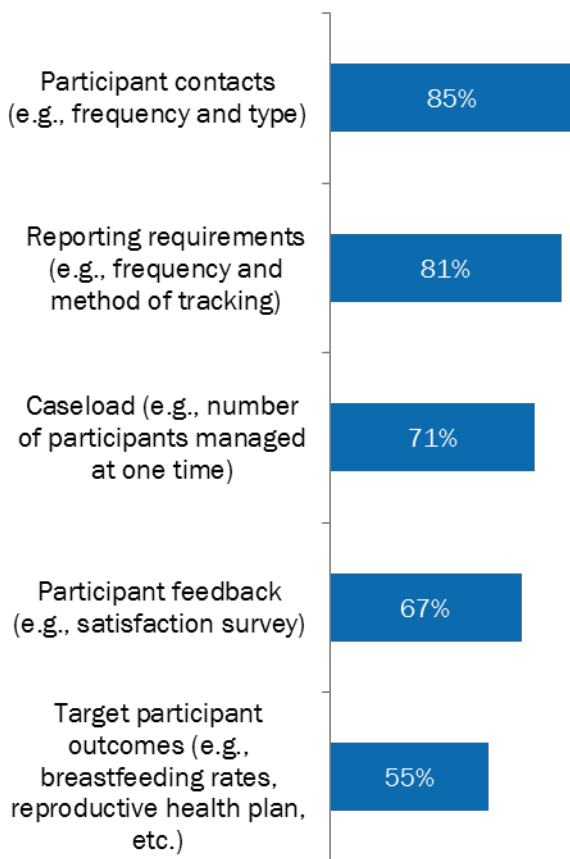 Participant contacts
(e.g., frequency and type)
85%
Reporting requirements
(e.g., frequency and
method of tracking)
81%
Caseload (e.g., number
of participants managed
at one time)
71%
Participant feedback
(e.g., satisfaction survey)
67%
Target participant
outcomes (e.g.,
breastfeeding rates,
reproductive health plan,
etc.)
55%